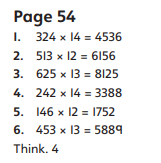 Page 54
1. 324 × 14 = 4536
2. 513 × 12 = 6156
3. 625 × 13 = 8125
4. 242 × 14 = 3388
5. 146 × 12 = 1752
6. 453 × 13 = 5889
Think. 4